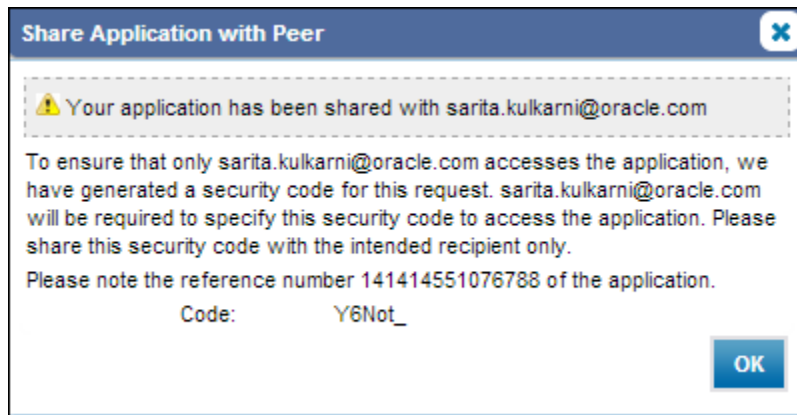 Share Application with Peer
Your application has been shared with sarita.kulkarni@oracle.com
To ensure that only sarita.kulkarni@oracle.com accesses the application, we
have generated a security code for this request. sarita.kulkarni@oracle.com
will be required to specify this security code to access the application. Please
share this security code with the intended recipient only.
Please note the reference number 141414551076788 of the application.
Code: Y6Not_
OK